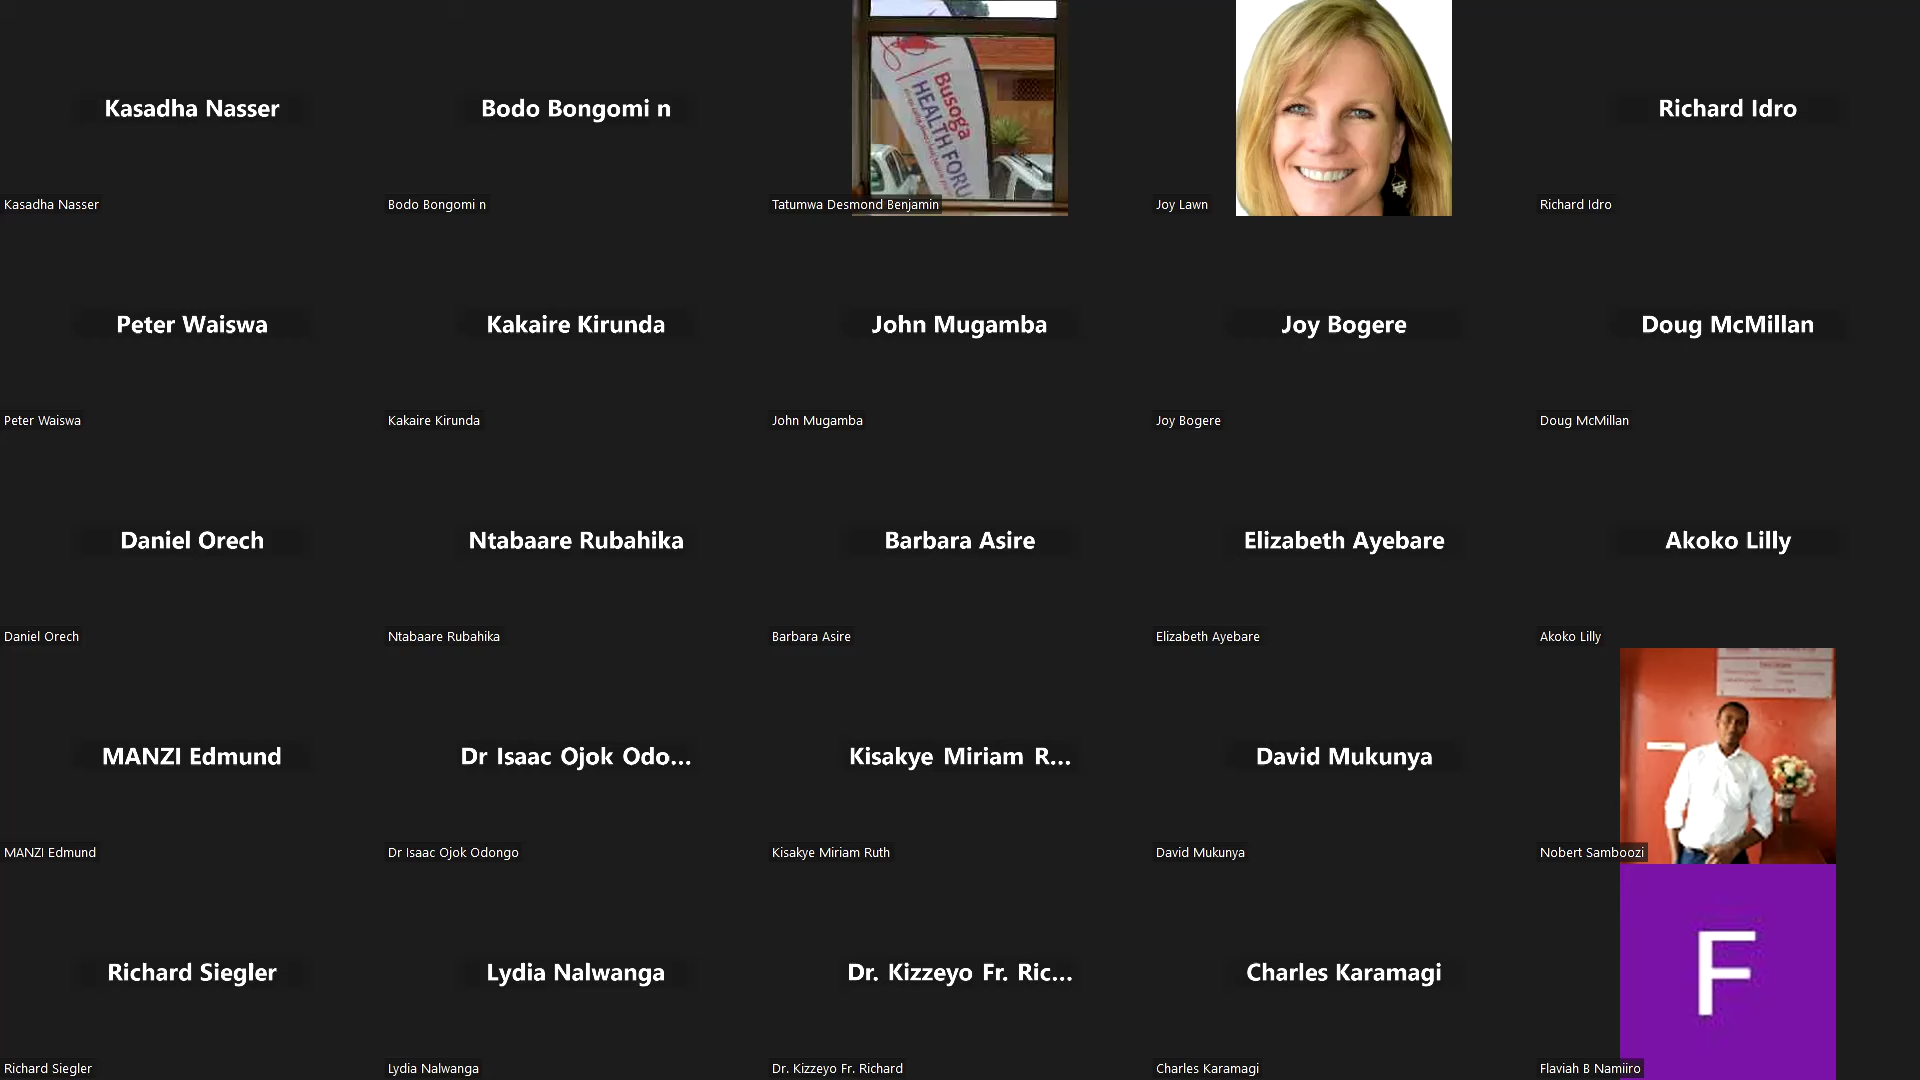 Kasadha Nasser
Kasadha Nasser
Bodo Bongomi n
Bodo Bongomi n
Busoga
HEALTH FORU
Tatumwa Desmond Benjamin
Joy Lawn
Richard Idro
Richard Idro
Peter Waiswa
Peter Waiswa
Kakaire Kirunda
Kakaire Kirunda
John Mugamba
John Mugamba
Joy Bogere
Joy Bogere
Doug McMillan
Doug McMillan
Daniel Orech
Daniel Orech
Ntabaare Rubahika
Ntabaare Rubahika
Barbara Asire
Barbara Asire
Elizabeth Ayebare
Elizabeth Ayebare
Akoko Lilly
Akoko Lilly
MANZI Edmund
MANZI Edmund
Dr Isaac Ojok Odo...
Dr Isaac Ojok Odongo
Kisakye Miriam R...
Kisakye Miriam Ruth
David Mukunya
David Mukunya
Nobert Samboozi
Richard Siegler
Richard Siegler
Lydia Nalwanga
Lydia Nalwanga
Dr. Kizzeyo Fr. Ric...
Dr. Kizzeyo Fr. Richard
Charles Karamagi
Charles Karamagi
F
Flaviah B Namiiro